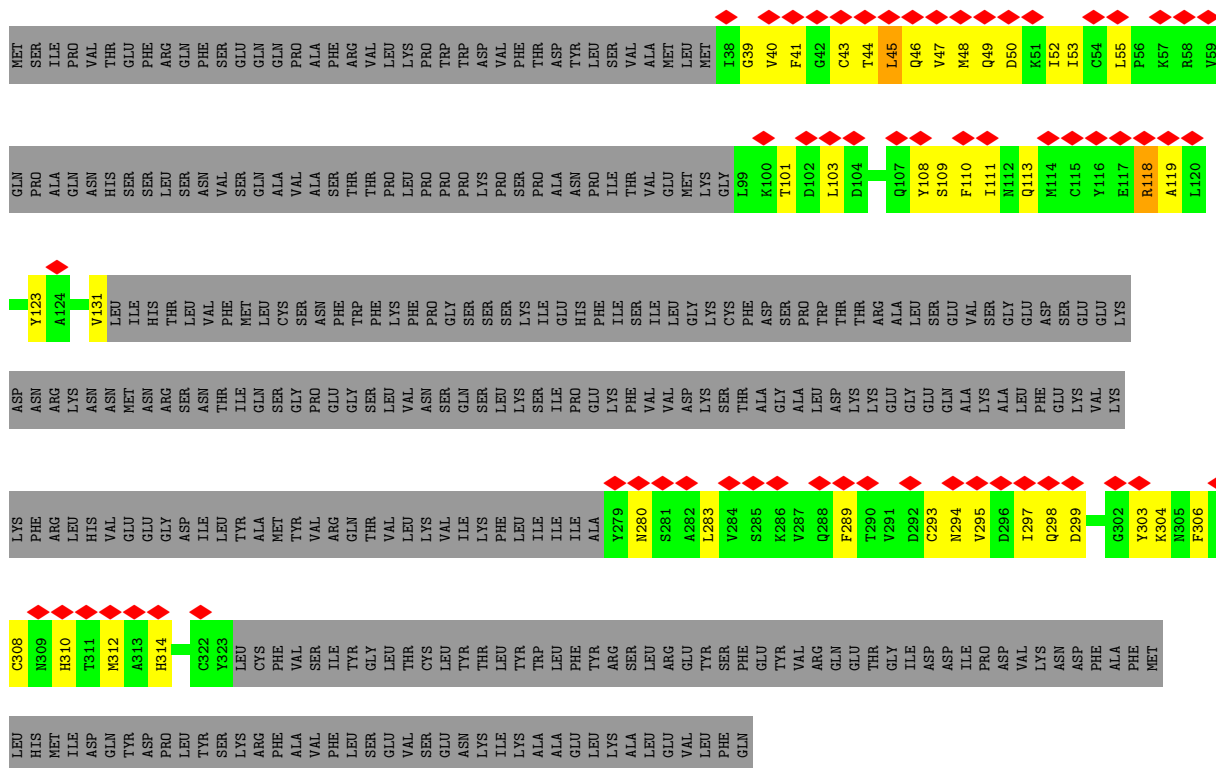 MET SER ILE PRO VAL THR GLU PHE ARG GLN PHE SER GLU GLN GLN PRO ALA PHE ARG VAL LEU LYS PRO TRP TRP ASP VAL PHE THR ASP TYR LEU SER VAL ALA MET LEU MET I38 G39 V40 F41 G42 C43 T44 L45 Q46 V47 M48 Q49 D50 K51 I52 I53 C54 L55 P56 K57 R58 V59
GLN PRO ALA GLN ASN HIS SER SER LEU SER ASN VAL SER GLN ALA VAL ALA SER THR THR PRO LEU PRO PRO PRO LYS PRO SER PRO ALA ASN PRO ILE THR VAL GLU MET LYS GLY L99 K100 T101 D102 L103 D104 Q107 Y108 S109 F110 I111 N112 Q113 M114 C115 Y116 E117 R118 A119 L120
Y123 A124 V131 LEU ILE HIS THR LEU VAL PHE MET LEU CYS SER ASN PHE TRP PHE LYS PHE PRO GLY SER SER SER LYS ILE GLU HIS PHE ILE SER ILE LEU GLY LYS CYS PHE ASP SER PRO TRP THR THR ARG ALA LEU SER GLU VAL SER GLY GLU ASP SER GLU GLU LYS
ASP ASN ARG LYS ASN ASN MET ASN ARG SER ASN THR ILE GLN SER GLY PRO GLU GLY SER LEU VAL ASN SER GLN SER LEU LYS SER ILE PRO GLU LYS PHE VAL VAL ASP LYS SER THR ALA GLY ALA LEU ASP LYS LYS GLU GLY GLU GLN ALA LYS ALA LEU PHE GLU LYS VAL LYS
LYS PHE ARG LEU HIS VAL GLU GLU GLY ASP ILE LEU TYR ALA MET TYR VAL ARG GLN THR VAL LEU LYS VAL ILE LYS PHE LEU ILE ILE ILE ALA Y279 N280 S281 A282 L283 V284 S285 K286 V287 Q288 F289 T290 V291 D292 C293 N294 V295 D296 I297 Q298 D299 G302 Y303 K304 N305 F306
C308 N309 H310 T311 M312 A313 H314 C322 Y323 LEU CYS PHE VAL SER ILE TYR GLY LEU THR CYS LEU TYR THR LEU TYR TRP LEU PHE TYR ARG SER LEU ARG GLU TYR SER PHE GLU TYR VAL ARG GLN GLU THR GLY ILE ASP ASP ILE PRO ASP VAL LYS ASN ASP PHE ALA PHE MET
LEU HIS MET ILE ASP GLN TYR ASP PRO LEU TYR SER LYS ARG PHE ALA VAL PHE LEU SER GLU VAL SER GLU ASN LYS ILE LYS ALA ALA GLU LEU LYS ALA LEU GLU VAL LEU PHE GLN